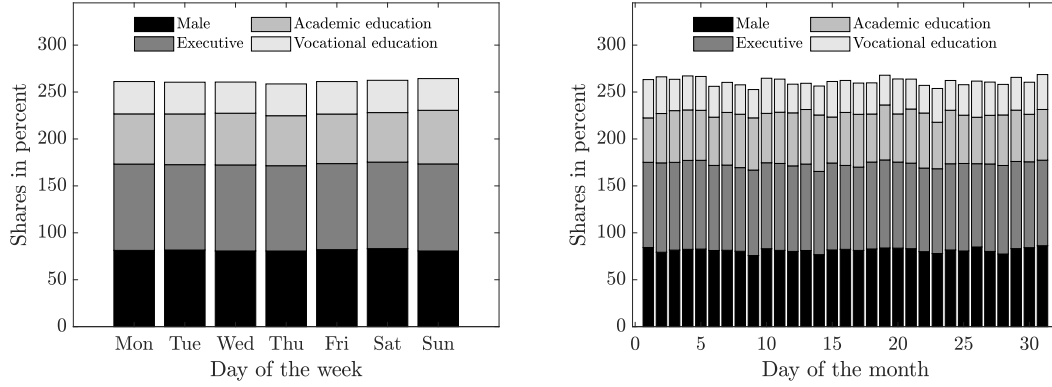 Male
Academic education
Executive
Vocational education
300
250
200
150
100
50
0
Shares in percent
Mon Tue Wed Thu Fri Sat Sun
Day of the week
Male
Academic education
Executive
Vocational education
300
250
200
150
100
50
0
Shares in percent
0 5 10 15 20 25 30
Day of the month